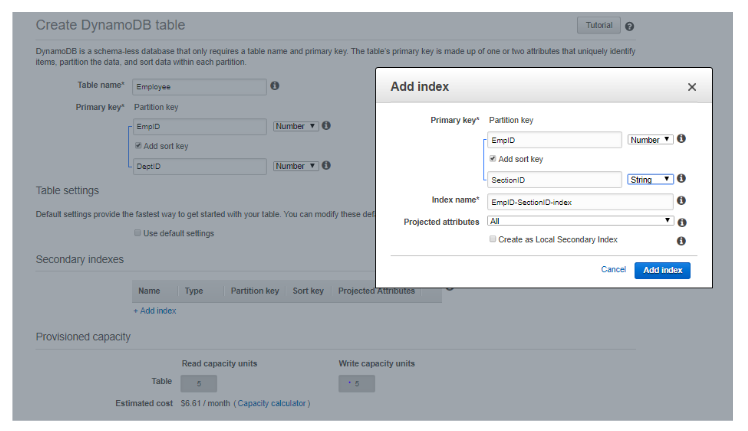 Create DynamoDB table
Tutorial
DynamoDB is a schema-less database that only requires a table name and primary key. The table's primary key is made up of one or two attributes that uniquely identify
items, partition the data, and sort data within each partition.
Table name*
Employee
Primary key*
Partition key
EmpID
Number
Add sort key
DeptID
Number
Table settings
Default settings provide the fastest way to get started with your table. You can modify these
Use default settings
Secondary indexes
Name
Type
Partition key
Sort key
Projected Attributes
+ Add index
Provisioned capacity
Read capacity units
Write capacity units
Table
5
5
Estimated cost
$6.61 / month ( Capacity calculator )
Add index
Primary key*
Partition key
EmpID
Number
Add sort key
SectionID
String
Index name*
EmpID-SectionID-index
Projected attributes
All
Create as Local Secondary Index
Cancel
Add index